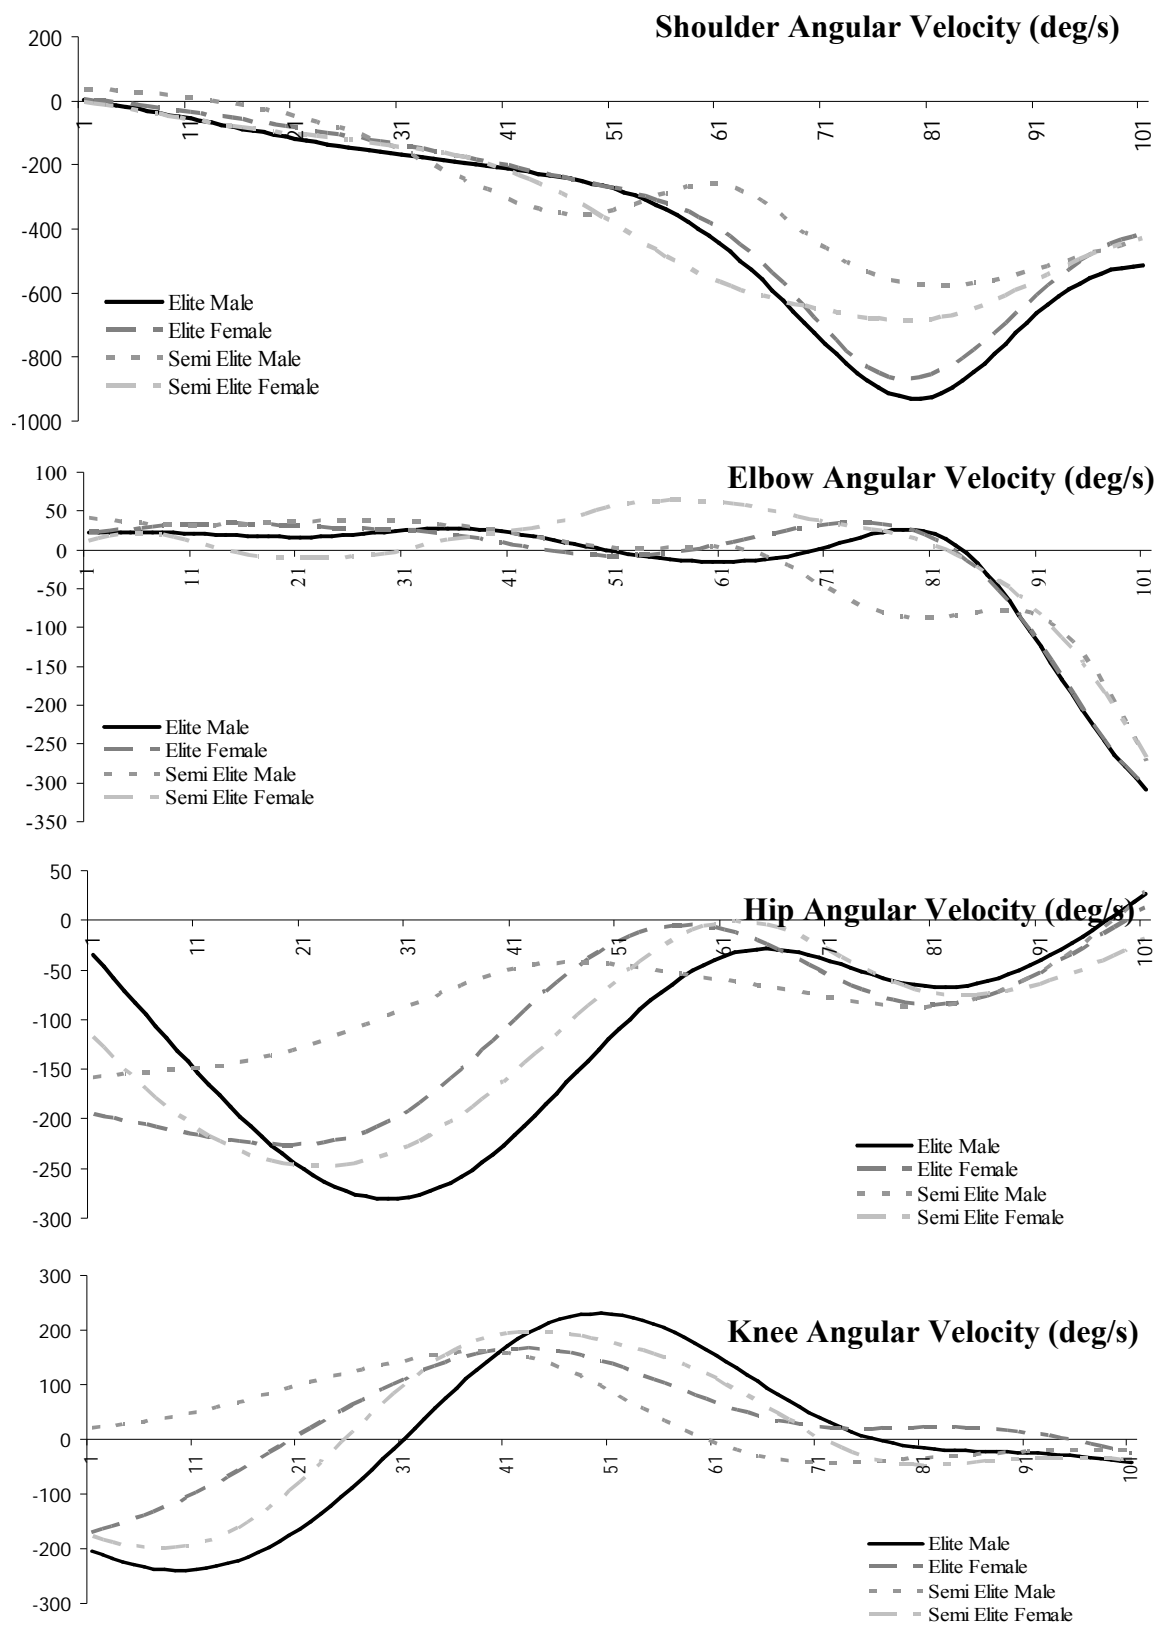 Shoulder Angular Velocity (deg/s)
200
0
-200
-400
-600
-800
-1000
1 11 21 31 41 51 61 71 81 91 101
Elite Male
Elite Female
Semi Elite Male
Semi Elite Female
Elbow Angular Velocity (deg/s)
100
50
0
-50
-100
-150
-200
-250
-300
-350
1 11 21 31 41 51 61 71 81 91 101
Elite Male
Elite Female
Semi Elite Male
Semi Elite Female
Hip Angular Velocity (deg/s)
50
0
-50
-100
-150
-200
-250
-300
1 11 21 31 41 51 61 71 81 91 101
Elite Male
Elite Female
Semi Elite Male
Semi Elite Female
Knee Angular Velocity (deg/s)
300
200
100
0
-100
-200
-300
1 11 21 31 41 51 61 71 81 91 101
Elite Male
Elite Female
Semi Elite Male
Semi Elite Female